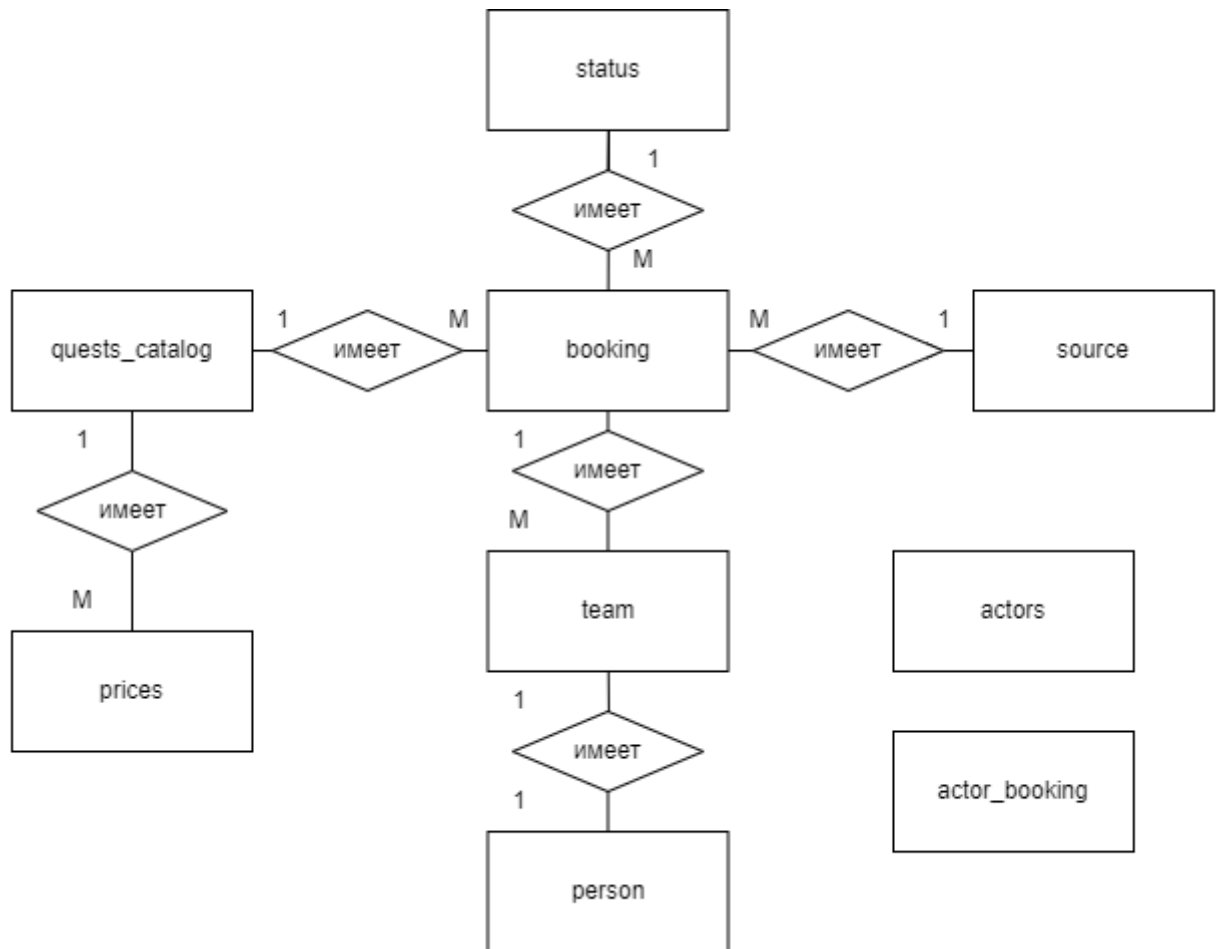 status
1
имеет
M
quests_catalog
1
имеет
M
booking
M
имеет
1
source
1
имеет
M
1
имеет
M
prices
team
actors
1
имеет
1
actor_booking
person